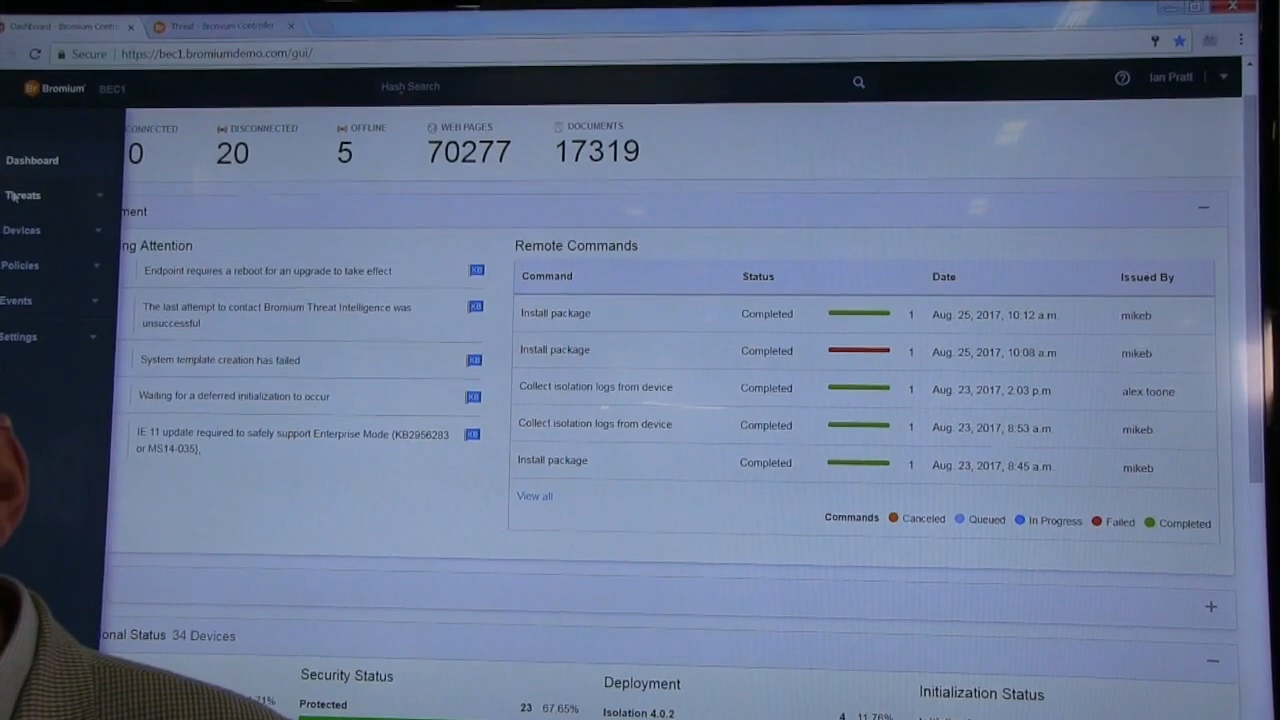 Dashboard - Bromium Contr
Threat - Bromium Controller
Secure
https://bec1.bromiumdemo.com/gui/
Br Bromium
BEC1
Hash Search
Ian Pratt
CONNECTED
DISCONNECTED
OFFLINE
WEB PAGES
DOCUMENTS
0
20
5
70277
17319
Dashboard
Threats
Devices
Policies
Events
Settings
ment
ng Attention
Endpoint requires a reboot for an upgrade to take effect
KB
The last attempt to contact Bromium Threat Intelligence was
unsuccessful
KB
System template creation has failed
KB
Waiting for a deferred initialization to occur
KB
IE 11 update required to safely support Enterprise Mode (KB2956283
or MS14-035),
KB
Remote Commands
Command Status Date Issued By
Install package Completed 1 Aug. 25, 2017, 10:12 a.m. mikeb
Install package Completed 1 Aug. 25, 2017, 10:08 a.m mikeb
Collect isolation logs from device Completed 1 Aug. 23, 2017, 2:03 p.m. alex.toone
Collect isolation logs from device Completed 1 Aug. 23, 2017, 8:53 a.m. mikeb
Install package Completed 1 Aug. 23, 2017, 8:45 a.m. mikeb
View all
Commands Canceled Queued In Progress Failed Completed
onal Status 34 Devices
Security Status
Deployment
Initialization Status
71%
Protected 23 67.65%
Isolation 4.0.2 4 11.76%